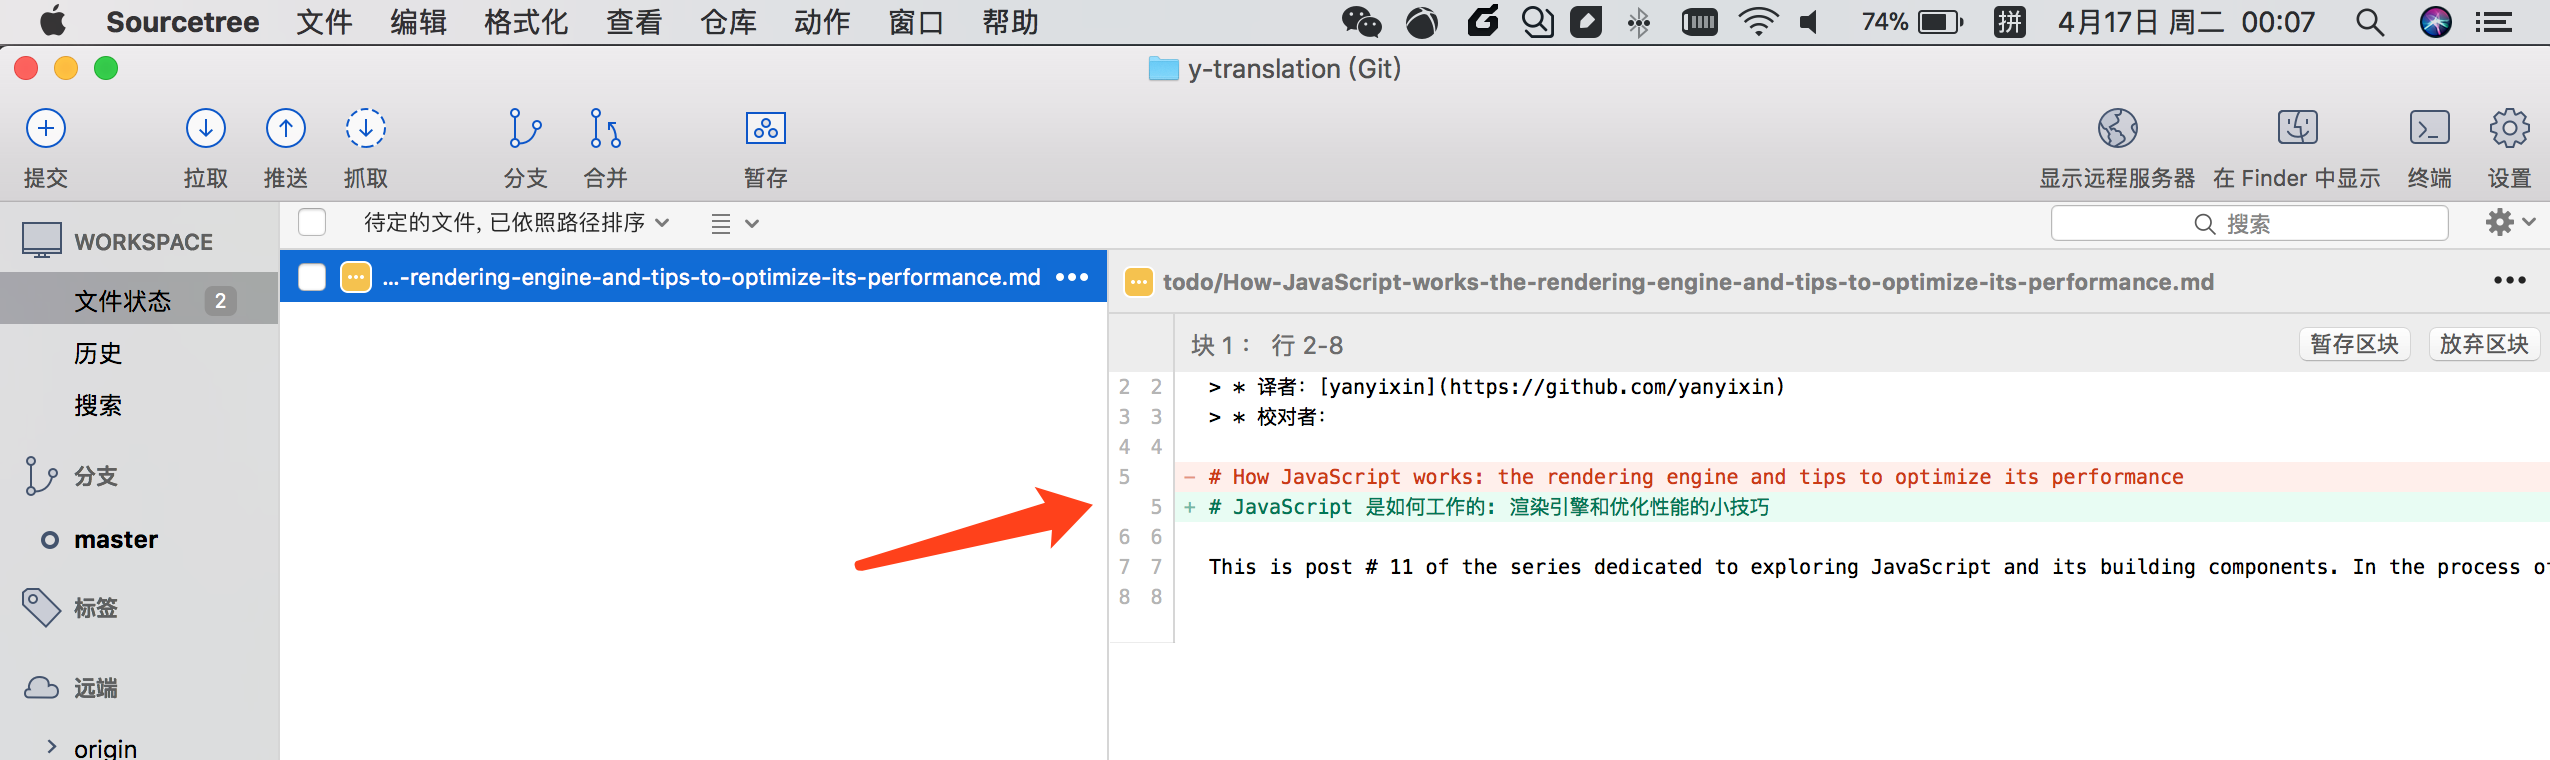 Sourcetree 文件 编辑 格式化 查看 仓库 动作 窗口 帮助 74% 拼 4月17日 周二 00:07
y-translation (Git)
提交 拉取 推送 抓取 分支 合并 暂存 显示远程服务器 在 Finder 中显示 终端 设置
待定的文件, 已依照路径排序 搜索
WORKSPACE
文件状态 2
历史
搜索
分支
master
标签
远端
origin
...-rendering-engine-and-tips-to-optimize-its-performance.md
todo/How-JavaScript-works-the-rendering-engine-and-tips-to-optimize-its-performance.md
块 1： 行 2-8 暂存区块 放弃区块
2 2 > * 译者：[yanyixin](https://github.com/yanyixin)
3 3 > * 校对者：
4 4
5 - # How JavaScript works: the rendering engine and tips to optimize its performance
5 + # JavaScript 是如何工作的: 渲染引擎和优化性能的小技巧
6 6
7 7 This is post # 11 of the series dedicated to exploring JavaScript and its building components. In the process
8 8